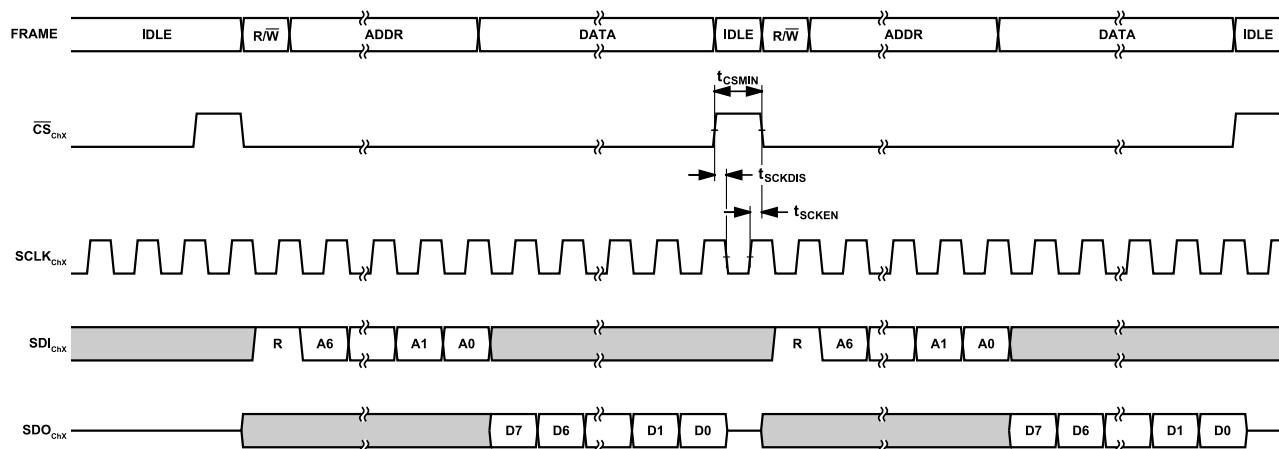 FRAME IDLE R/W̅ ADDR DATA IDLE R/W̅ ADDR DATA IDLE
tCSMIN
C̅S̅ChX
tSCKDIS
tSCKEN
SCLKChX
SDIChX R A6 A1 A0 R A6 A1 A0
SDOChX D7 D6 D1 D0 D7 D6 D1 D0